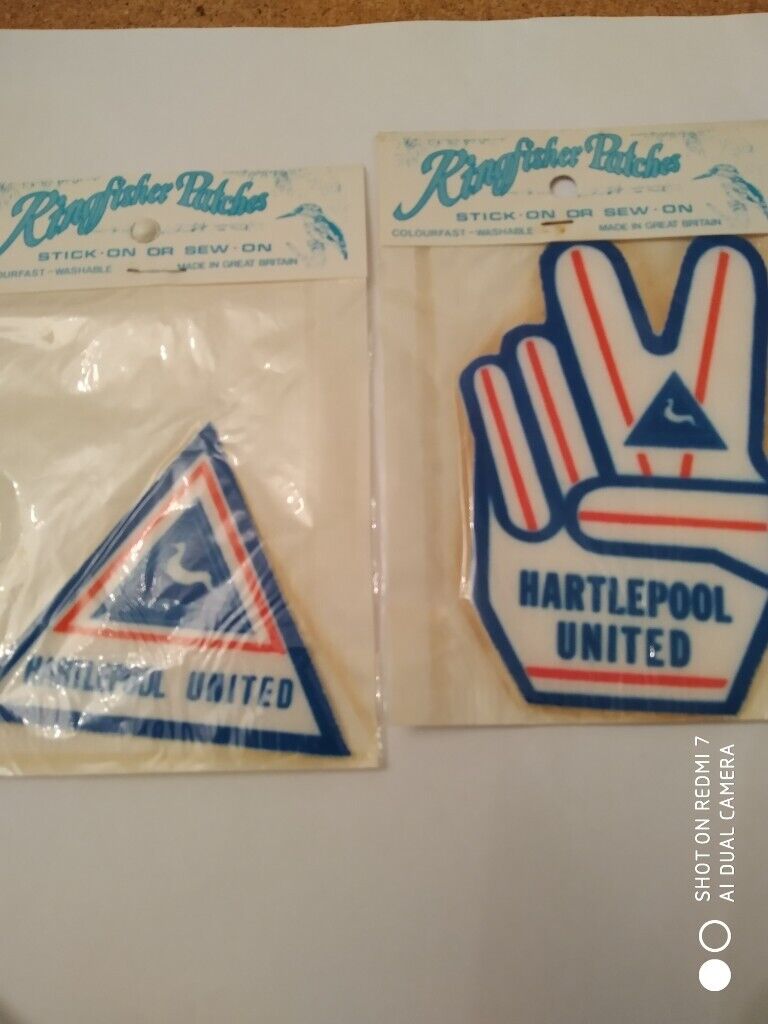 Kingfisher Patches
STICK-ON OR SEW-ON
OURFAST-WASHABLE MADE IN GREAT BRITAIN
HARTLEPOOL UNITED
Kingfisher Patches
STICK-ON OR SEW-ON
COLOURFAST-WASHABLE MADE IN GREAT BRITAIN
HARTLEPOOL
UNITED
SHOT ON REDMI 7
AI DUAL CAMERA